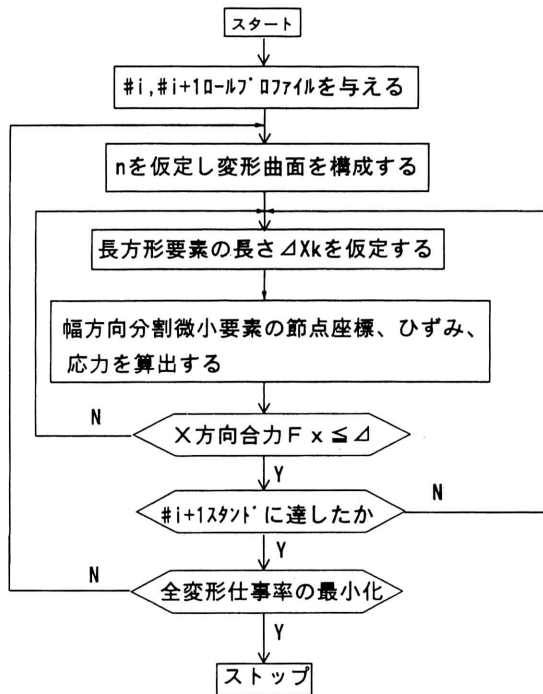 スタート
#i,#i+1ﾛｰﾙﾌﾟﾛﾌｧｲﾙを与える
nを仮定し変形曲面を構成する
長方形要素の長さ⊿Xkを仮定する
幅方向分割微小要素の節点座標、ひずみ、
応力を算出する
N
X方向合力Fx≦⊿
Y
N
#i+1ｽﾀﾝﾄﾞに達したか
Y
N
全変形仕事率の最小化
Y
ストップ